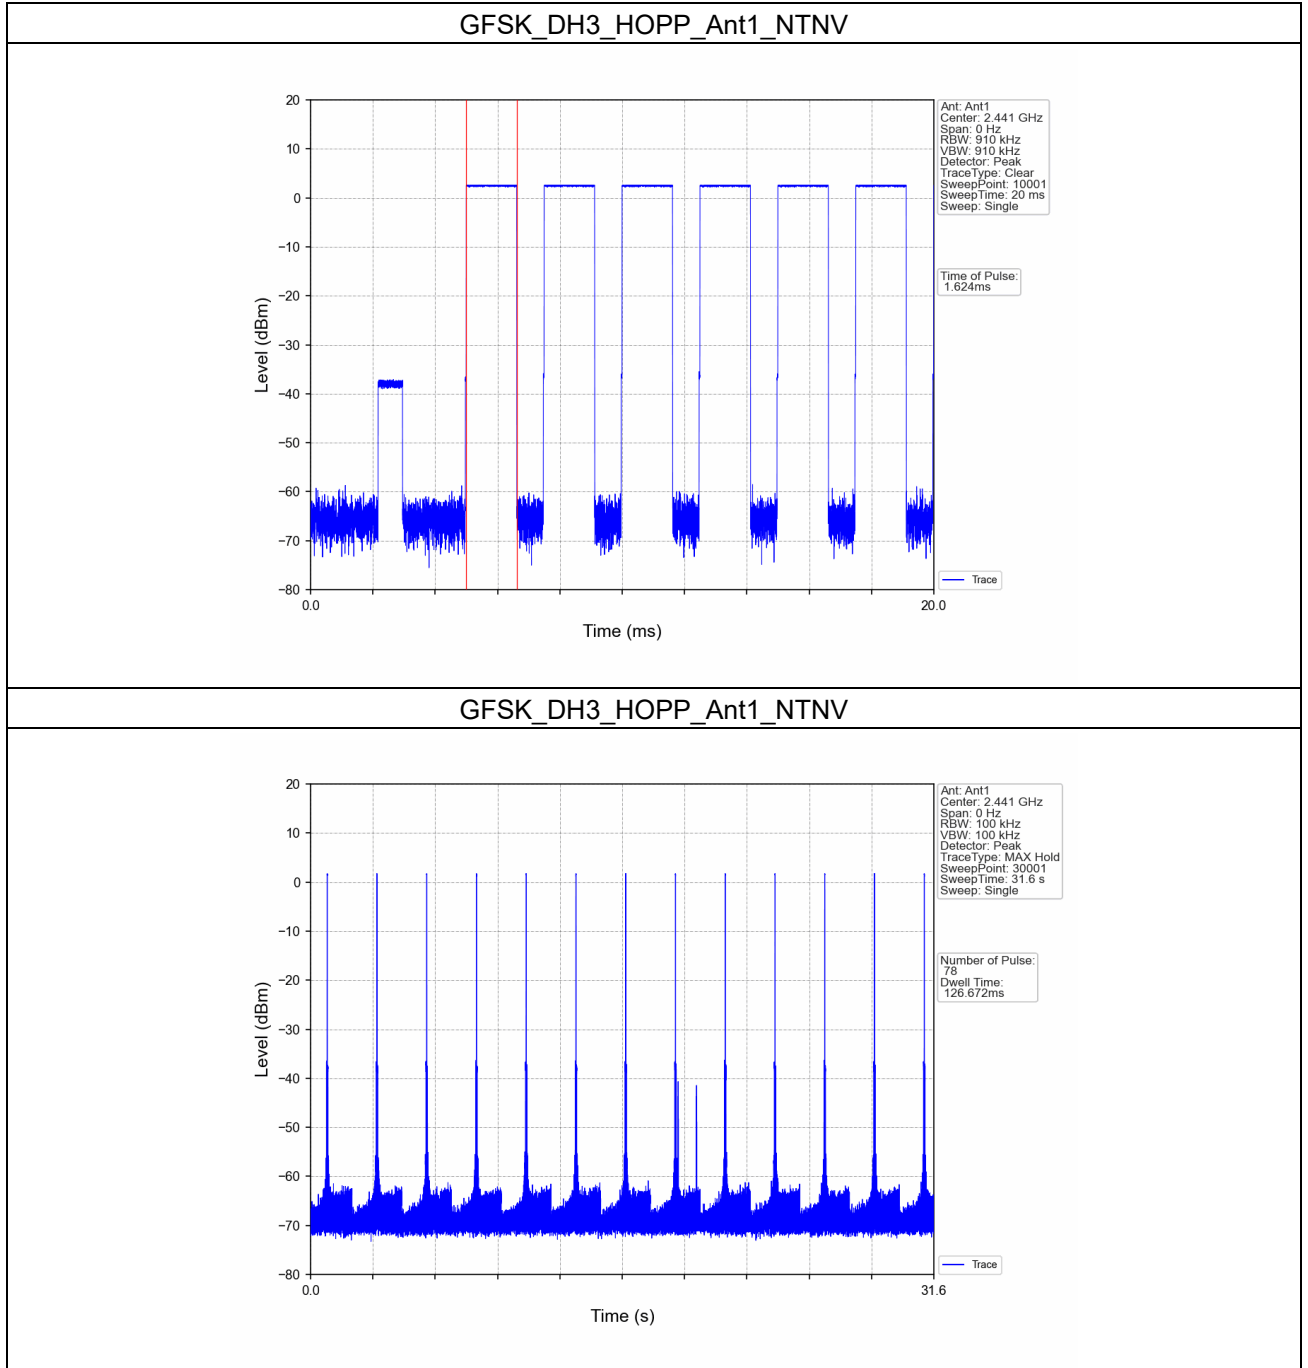 GFSK_DH3_HOPP_Ant1_NTNV
20
10
0
−10
−20
−30
−40
−50
−60
−70
−80
Level (dBm)
0.0
20.0
Time (ms)
Ant: Ant1
Center: 2.441 GHz
Span: 0 Hz
RBW: 910 kHz
VBW: 910 kHz
Detector: Peak
TraceType: Clear
SweepPoint: 10001
SweepTime: 20 ms
Sweep: Single
Time of Pulse:
1.624ms
Trace
GFSK_DH3_HOPP_Ant1_NTNV
20
10
0
−10
−20
−30
−40
−50
−60
−70
−80
Level (dBm)
0.0
31.6
Time (s)
Ant: Ant1
Center: 2.441 GHz
Span: 0 Hz
RBW: 100 kHz
VBW: 100 kHz
Detector: Peak
TraceType: MAX Hold
SweepPoint: 30001
SweepTime: 31.6 s
Sweep: Single
Number of Pulse:
78
Dwell Time:
126.672ms
Trace